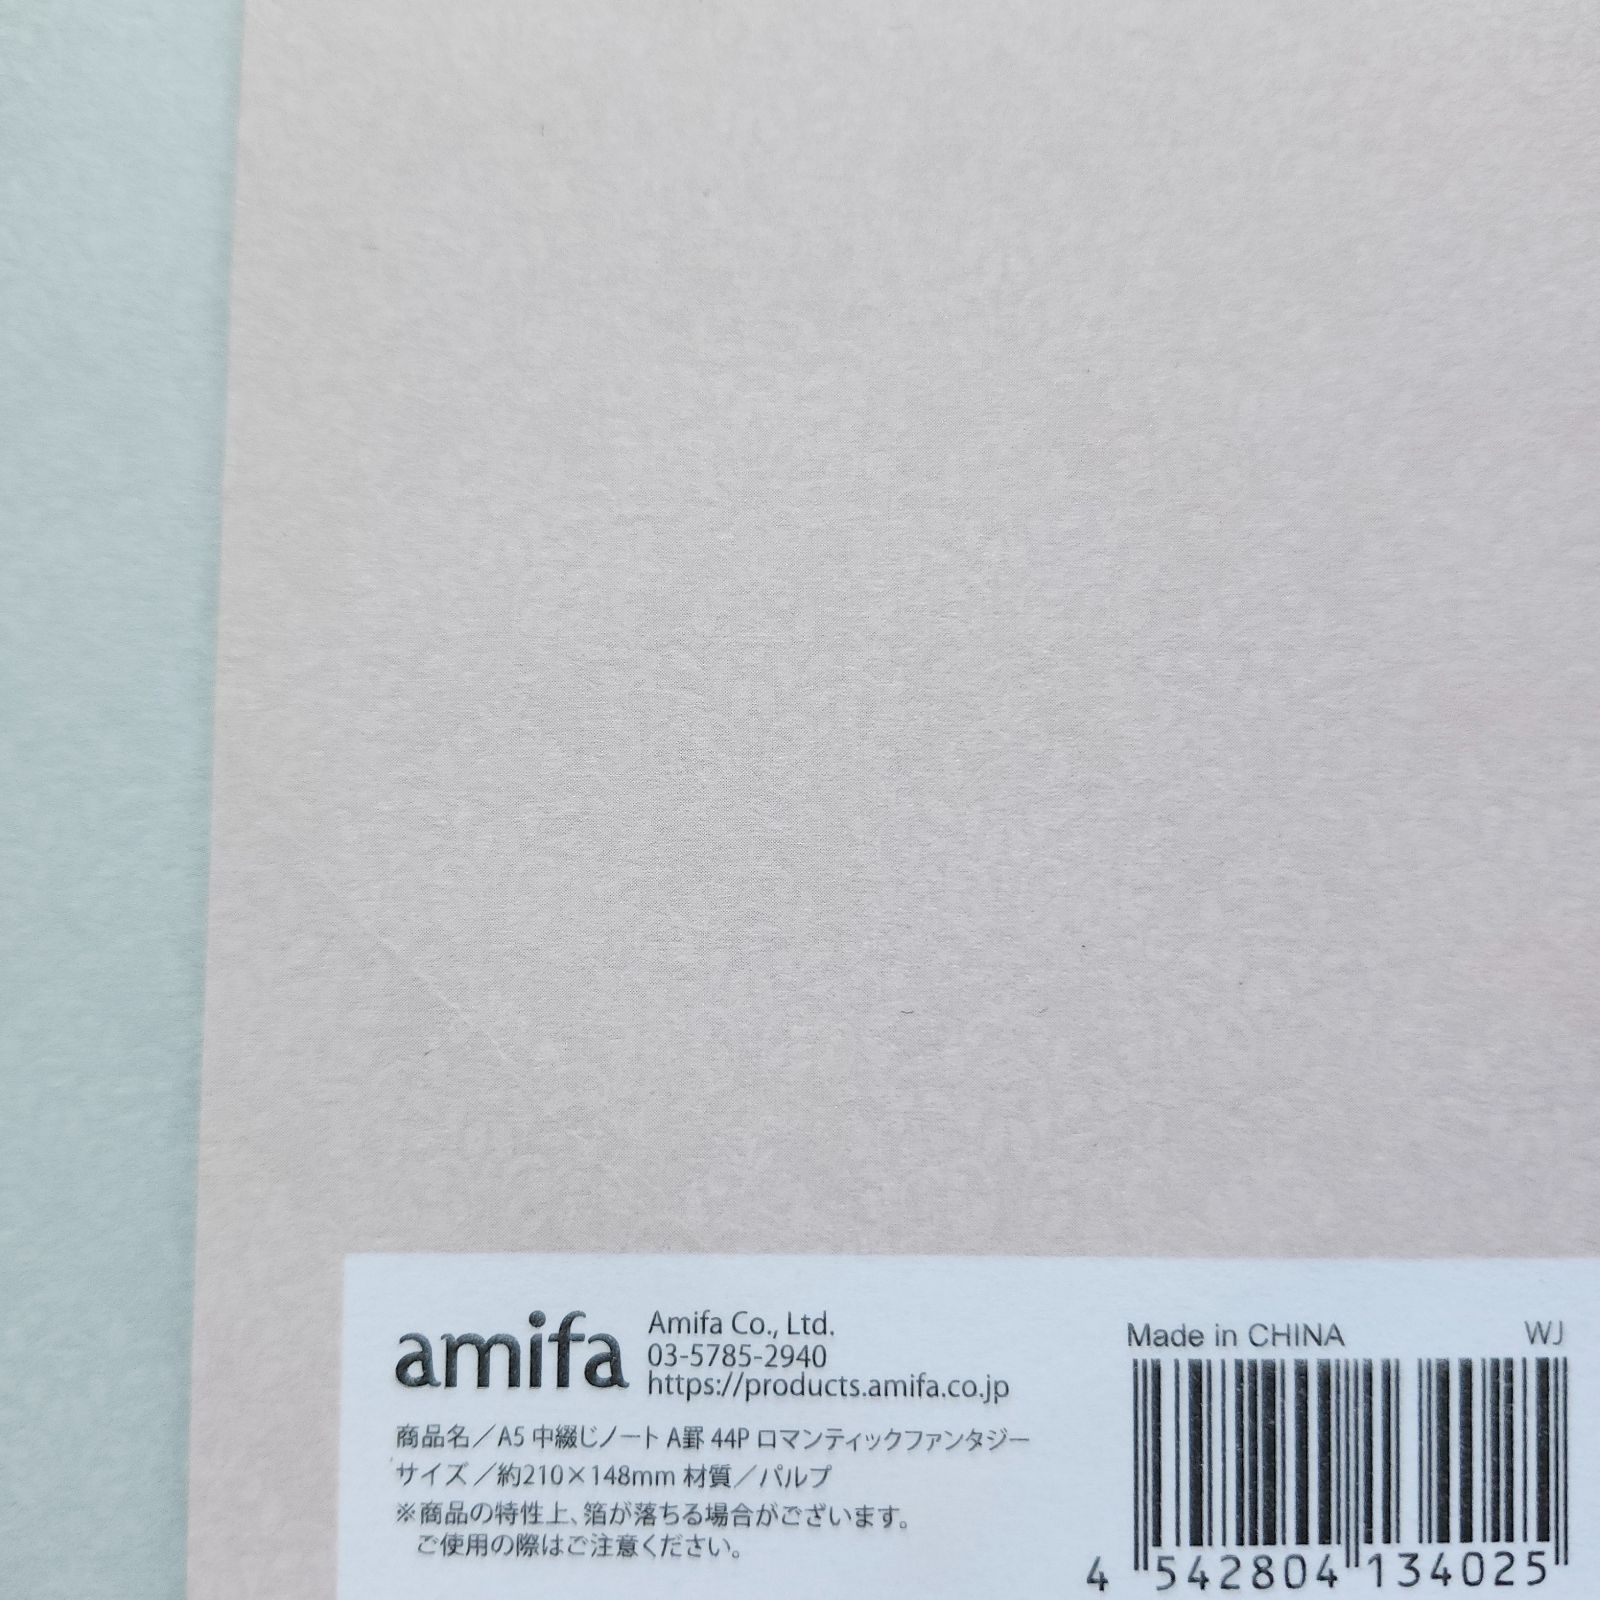 amifa
Amifa Co., Ltd.
03-5785-2940
https://products.amifa.co.jp
Made in CHINA
WJ
商品名／A5 中綴じノート A罫 44P ロマンティックファンタジー
サイズ／約210×148mm 材質／パルプ
※商品の特性上、箔が落ちる場合がございます。
ご使用の際はご注意ください。
4 542804 134025